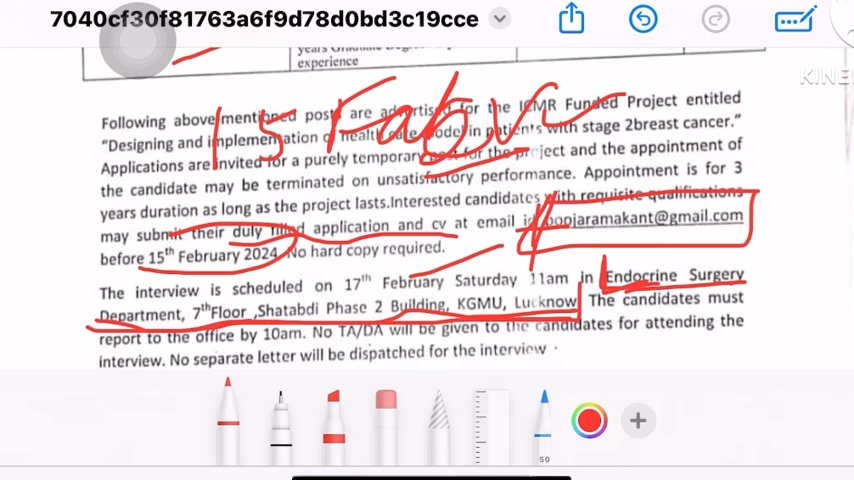 7040cf30f81763a6f9d78d0bd3c19cce
KINE
years Graduate Degree
experience
Following above mentioned posts are advertised for the ICMR Funded Project entitled
"Designing and implementation of health care model in patients with stage 2breast cancer."
Applications are invited for a purely temporary post for the project and the appointment of
the candidate may be terminated on unsatisfactory performance. Appointment is for 3
years duration as long as the project lasts.Interested candidates with requisite qualifications
may submit their duly filled application and cv at email id poojaramakant@gmail.com
before 15th February 2024. No hard copy required.
15
The interview is scheduled on 17th February Saturday 11am in Endocrine Surgery
Department, 7thFloor ,Shatabdi Phase 2 Building, KGMU, Lucknow. The candidates must
report to the office by 10am. No TA/DA will be given to the candidates for attending the
interview. No separate letter will be dispatched for the interview
50